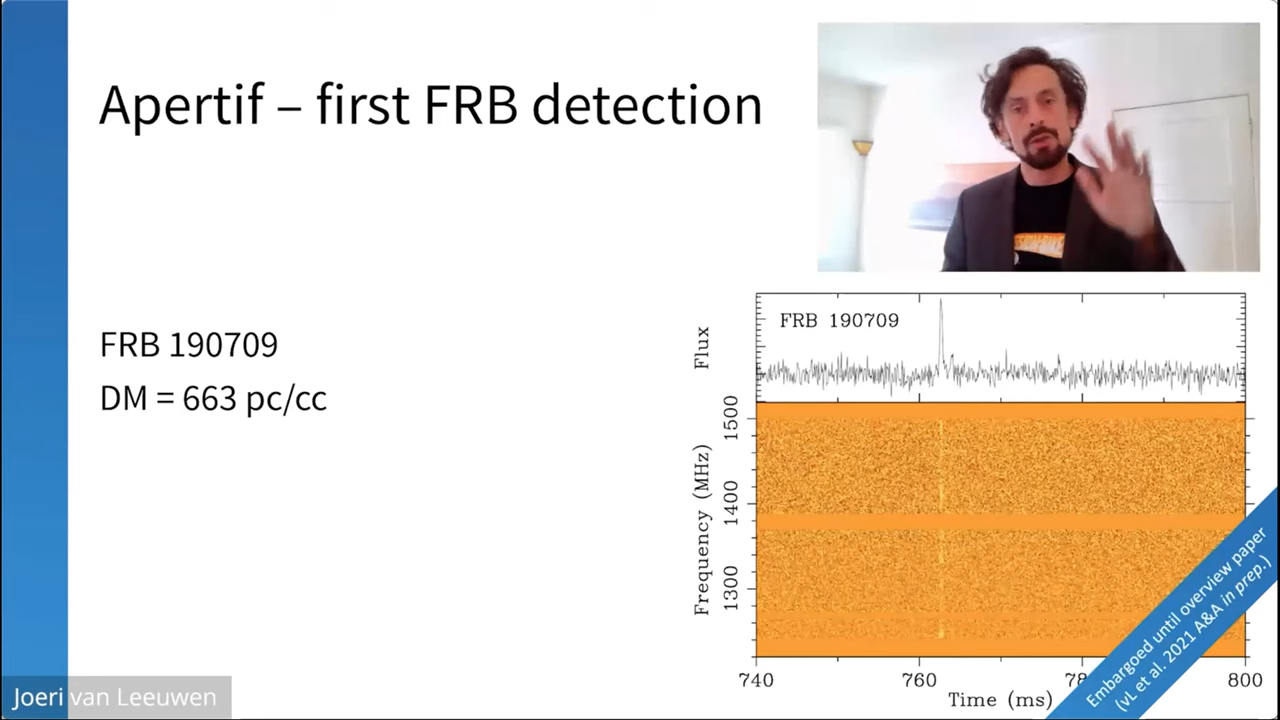 Apertif – first FRB detection
FRB 190709
DM = 663 pc/cc
FRB 190709
Flux
Frequency (MHz)
1500
1400
1300
740
760
800
Time (ms)
Embargoed until overview paper
(vL et al. 2021 A&A in prep.)
Joeri van Leeuwen